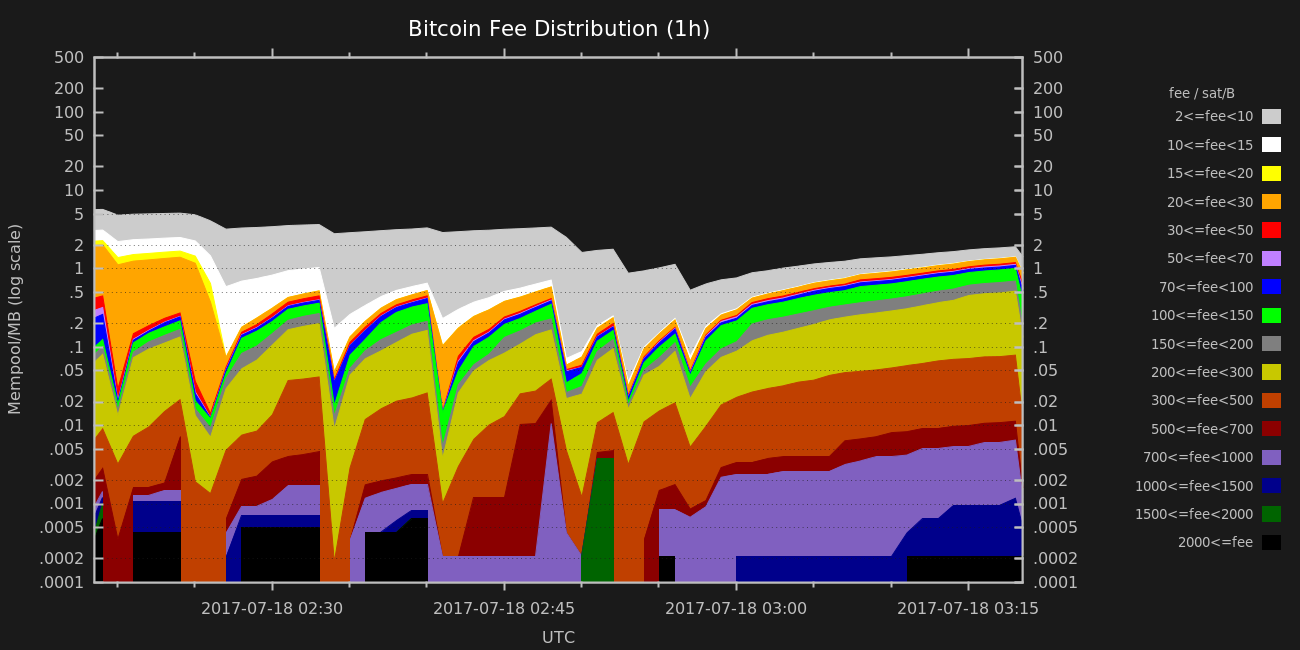 Bitcoin Fee Distribution (1h)
Mempool/MB (log scale)
500
200
100
50
20
10
5
2
1
.5
.2
.1
.05
.02
.01
.005
.002
.001
.0005
.0002
.0001
500
200
100
50
20
10
5
2
1
.5
.2
.1
.05
.02
.01
.005
.002
.001
.0005
.0002
.0001
fee / sat/B
2<=fee<10
10<=fee<15
15<=fee<20
20<=fee<30
30<=fee<50
50<=fee<70
70<=fee<100
100<=fee<150
150<=fee<200
200<=fee<300
300<=fee<500
500<=fee<700
700<=fee<1000
1000<=fee<1500
1500<=fee<2000
2000<=fee
2017-07-18 02:30 2017-07-18 02:45 2017-07-18 03:00 2017-07-18 03:15
UTC